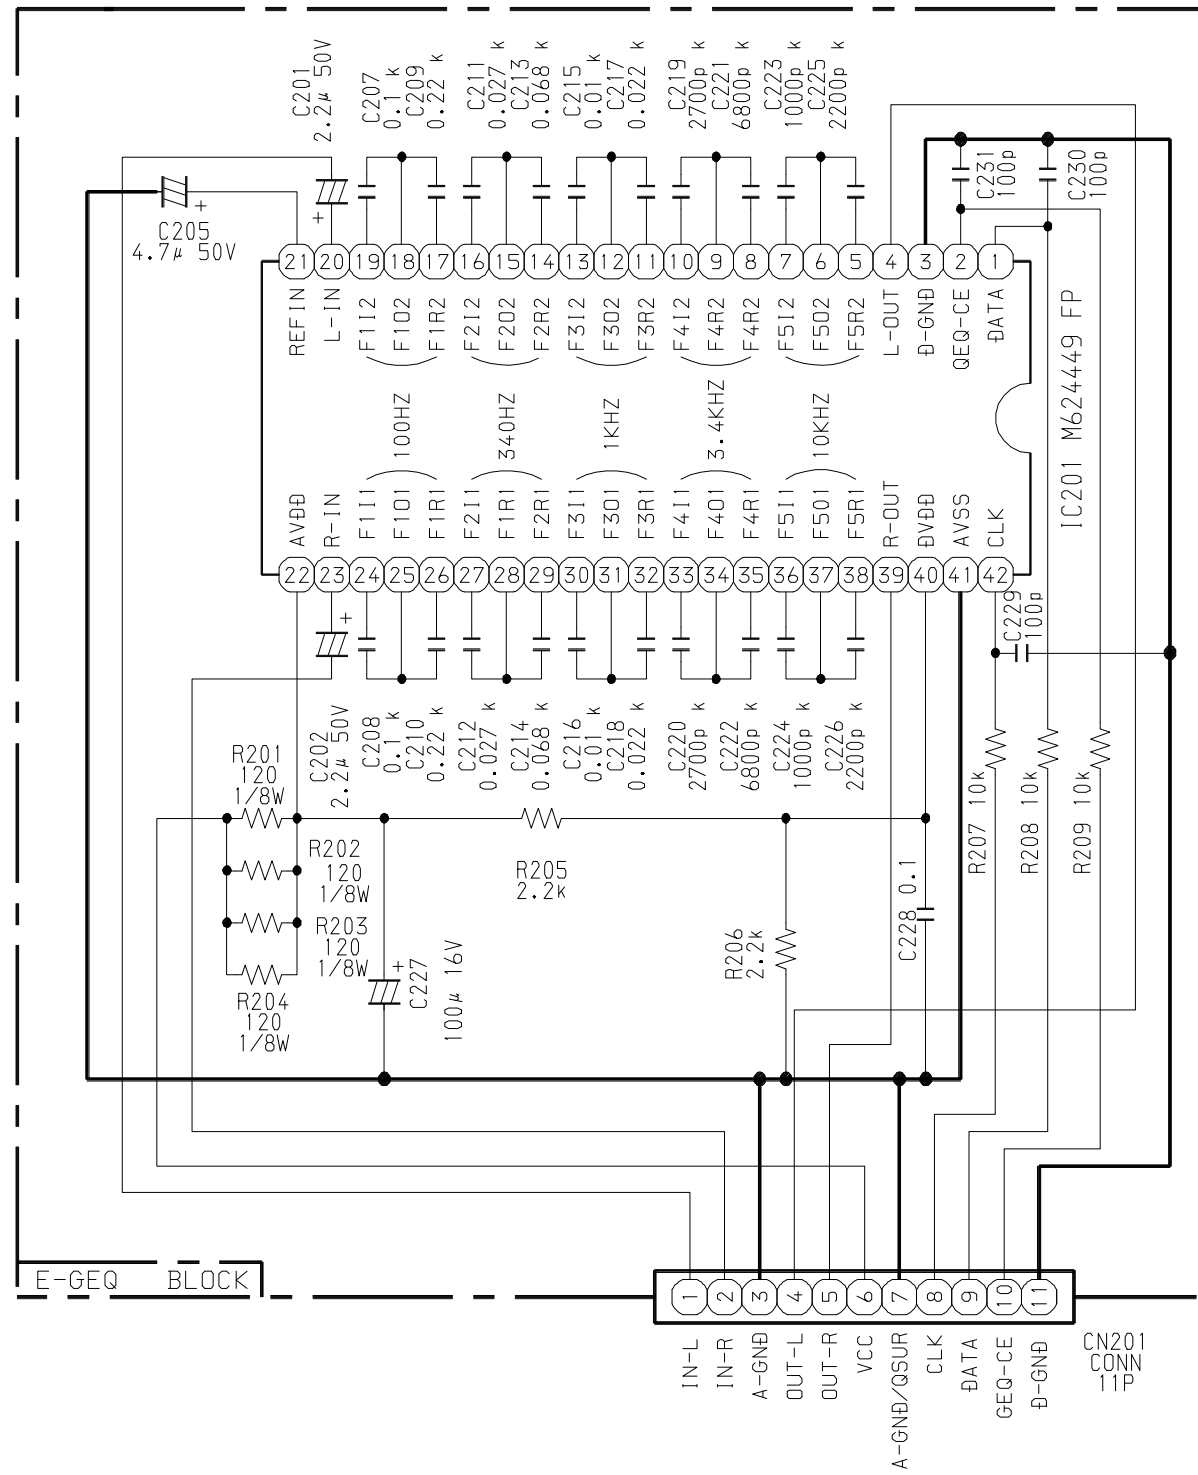 C201
2.2μ 50V
C207
0.1 k
C209
0.22 k
C211
0.027 k
C213
0.068 k
C215
0.01 k
C217
0.022 k
C219
2700p k
C221
6800p k
C223
1000p k
C225
2200p k
C231
100p
C230
100p
+
+
C205
4.7μ 50V
21
20
19
18
17
16
15
14
13
12
11
10
9
8
7
6
5
4
3
2
1
REFIN
L-IN
F1I2
F1O2
F1R2
F2I2
F2O2
F2R2
F3I2
F3O2
F3R2
F4I2
F4R2
F4R2
F5I2
F5O2
F5R2
L-OUT
D-GND
QEQ-CE
DATA
100HZ
340HZ
1KHZ
3.4KHZ
10KHZ
IC201 M624449 FP
AVDD
R-IN
F1I1
F1O1
F1R1
F2I1
F1R1
F2R1
F3I1
F3O1
F3R1
F4I1
F4O1
F4R1
F5I1
F5O1
F5R1
R-OUT
DVDD
AVSS
CLK
22
23
24
25
26
27
28
29
30
31
32
33
34
35
36
37
38
39
40
41
42
+
C229
100p
C202
2.2μ 50V
C208
0.1 k
C210
0.22 k
C212
0.027 k
C214
0.068 k
C216
0.01 k
C218
0.022 k
C220
2700p k
C222
6800p k
C224
1000p k
C226
2200p k
R201
120
1/8W
R202
120
1/8W
R203
120
1/8W
R204
120
1/8W
R205
2.2k
R206
2.2k
C228 0.1
R207 10k
R208 10k
R209 10k
+
C227
100μ 16V
E-GEQ BLOCK
1
2
3
4
5
6
7
8
9
10
11
IN-L
IN-R
A-GND
OUT-L
OUT-R
VCC
A-GND/QSUR
CLK
DATA
GEQ-CE
D-GND
CN201
CONN
11P